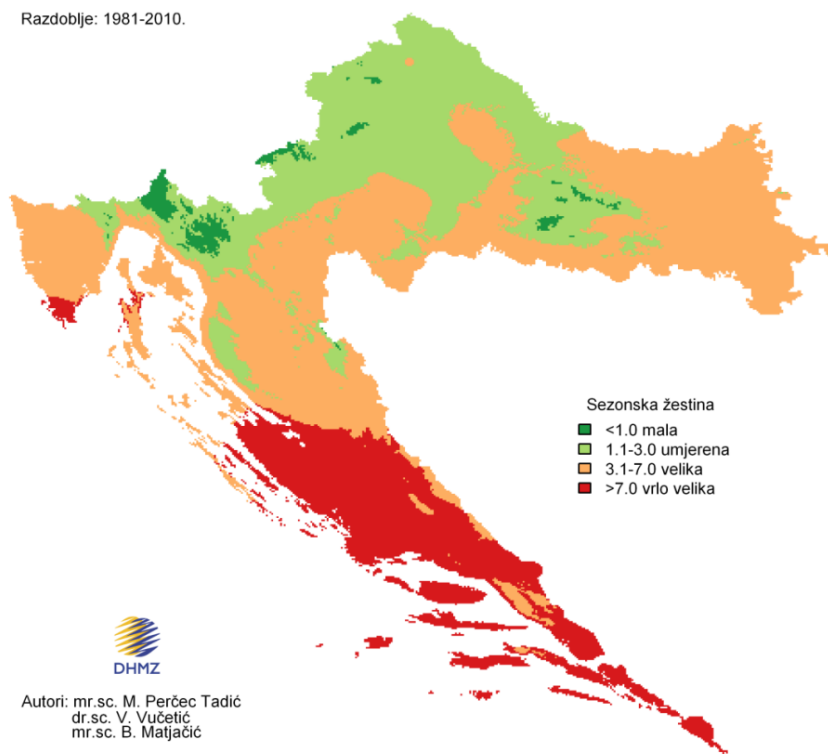 Razdoblje: 1981-2010.
Sezonska žestina
<1.0 mala
1.1-3.0 umjerena
3.1-7.0 velika
>7.0 vrlo velika
DHMZ
Autori: mr.sc. M. Perčec Tadić
dr.sc. V. Vučetić
mr.sc. B. Matjačić